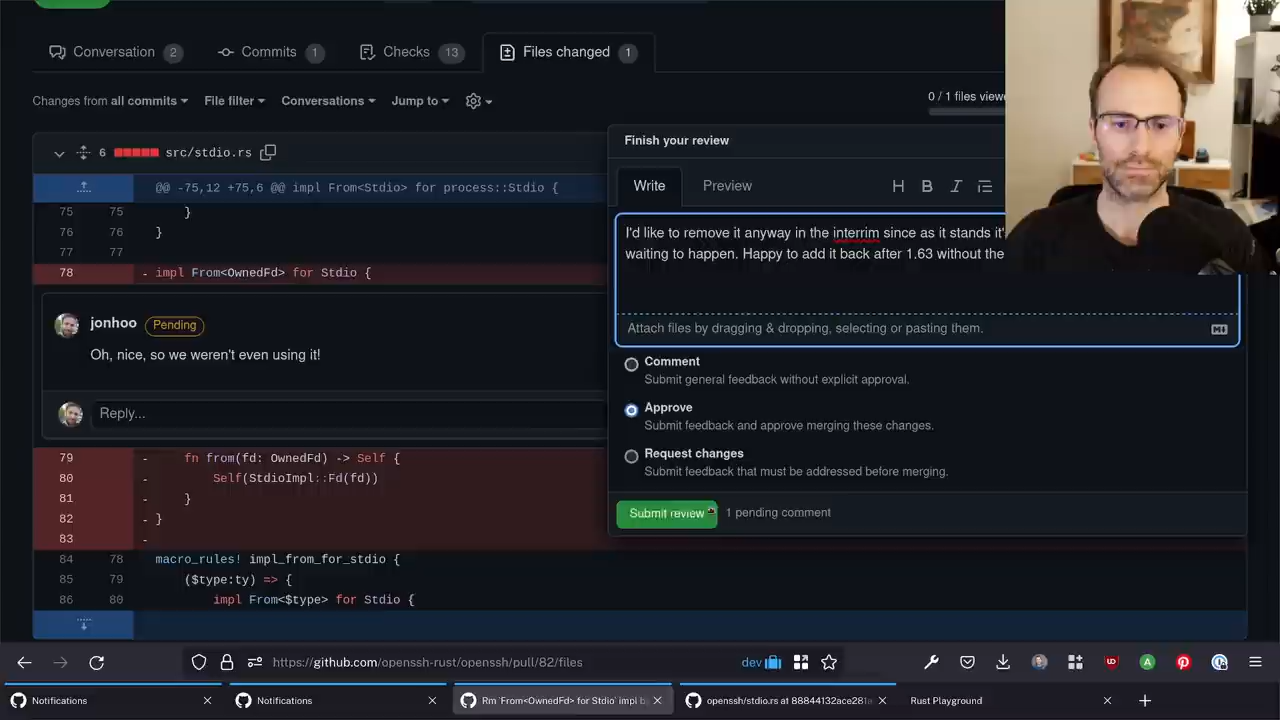 Conversation 2
Commits 1
Checks 13
Files changed 1
Changes from all commits
File filter
Conversations
Jump to
0 / 1 files viewe
6 src/stdio.rs
@@ -75,12 +75,6 @@ impl From<Stdio> for process::Stdio {
75 75 }
76 76 }
77 77
78 - impl From<OwnedFd> for Stdio {
jonhoo Pending
Oh, nice, so we weren't even using it!
Reply...
79 - fn from(fd: OwnedFd) -> Self {
80 - Self(StdioImpl::Fd(fd))
81 - }
82 - }
83 -
84 78 macro_rules! impl_from_for_stdio {
85 79 ($type:ty) => {
86 80 impl From<$type> for Stdio {
Finish your review
Write Preview
H B I
I'd like to remove it anyway in the interrim since as it stands it'
waiting to happen. Happy to add it back after 1.63 without the
Attach files by dragging & dropping, selecting or pasting them.
Comment
Submit general feedback without explicit approval.
Approve
Submit feedback and approve merging these changes.
Request changes
Submit feedback that must be addressed before merging.
Submit review 1 pending comment
https://github.com/openssh-rust/openssh/pull/82/files dev
Notifications
Notifications
Rm `From<OwnedFd> for Stdio` impl by
openssh/stdio.rs at 88844132ace281
Rust Playground